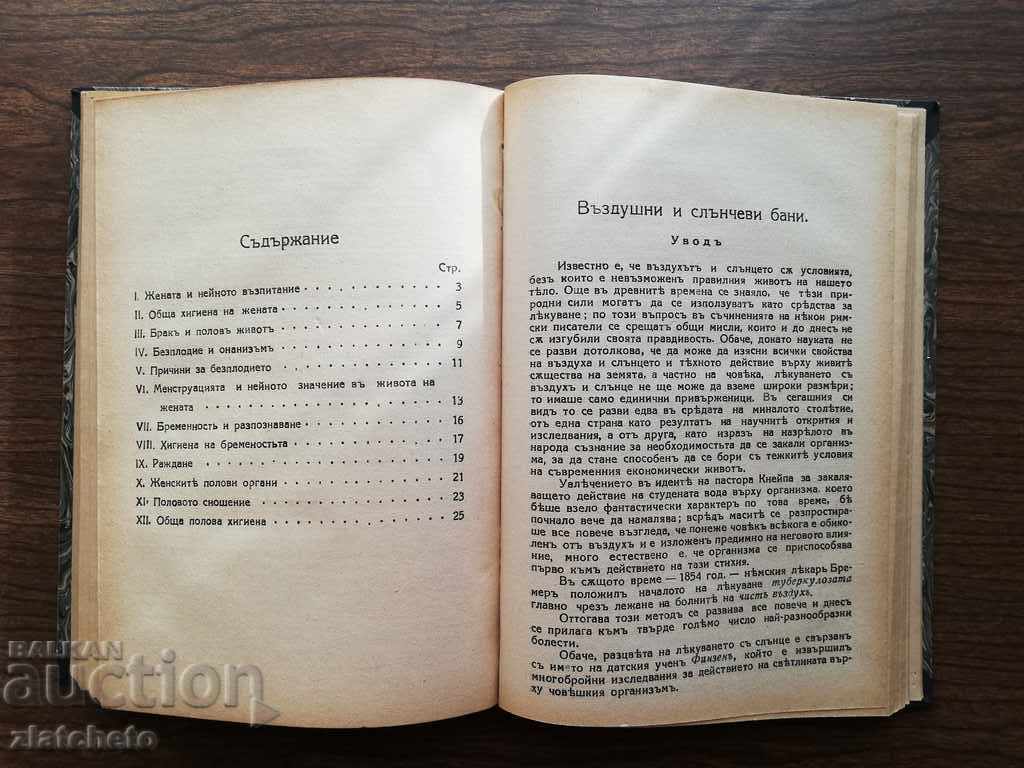 Съдържание
Стр.
I. Жената и нейното възпитание 3
II. Обща хигиена на жената 5
III. Бракъ и половъ животъ 7
IV. Безплодие и онанизъмъ 9
V. Причини за безплодието 11
VI. Менструацията и нейното значение въ живота на
жената 13
VII. Бременность и разпознаване 16
VIII. Хигиена на бременостьта 17
IX. Раждане 19
X. Женскитѣ полови органи 21
XI. Половото сношение 23
XII. Обща полова хигиена 25
Въздушни и слънчеви бани.
Уводъ
Известно е, че въздухътъ и слънцето сѫ условията,
безъ които е невъзможенъ правилния животъ на нашето
тѣло. Още въ древнитѣ времена се знаяло, че тѣзи при-
родни сили могатъ да се използуватъ като срѣдства за
лѣкуване; по този въпросъ въ съчиненията на нѣкои рим-
ски писатели се срещатъ общи мисли, които и до днесъ не
сѫ изгубили своята правдивость. Обаче, докато науката не
се разви дотолкова, че да може да изясни всички свойства
на въздуха и слънцето и тѣхното действие върху живитѣ
сѫщества на земята, а частно на човѣка, лѣкуването съ
въздухъ и слънце не ще може да вземе широки размѣри;
то имаше само единични привърженици. Въ сегашния си
видъ то се разви едва въ срѣдата на миналото столѣтие,
отъ една страна като резултатъ на научнитѣ открития и
изследвания, а отъ друга, като изразъ на назрѣлото въ
народа съзнание за необходимостьта да се закали организ-
ма, за да стане способенъ да се бори съ тежкитѣ условия
на съвременния економически животъ.
Увлѣчението въ идеитѣ на пастора Кнейпа за закаля-
ващето действие на студената вода върху организма, което бѣше
взело фантастически характеръ по това време, бѣ
почнало вече да намалява; всрѣдъ маситѣ се разпростира-
ше все повече възгледа, че понеже човѣкъ всѣкога е обико-
ленъ отъ въздухъ и е изложенъ предимно на неговото влия-
ние, много естествено е, че организма се приспособява
първо къмъ действието на тази стихия.
Въ сѫщото време — 1854 год. — нѣмския лѣкарь Бре-
меръ положилъ началото на лѣкуване туберкулозата
главно чрезъ лежане на болнитѣ на чистъ въздухъ.
Оттогава този методъ се развива все повече и днесъ
се прилага къмъ твърде голѣмо число най-разнообразни
болести.
Обаче, разцвѣта на лѣкуването съ слънце е свързанъ
съ името на датския ученъ Финзенъ, който е извършилъ
многобройни изследвания за действието на свѣтлината вър-
ху човѣшкия организъмъ.
BALKAN
auction
zlatcheto